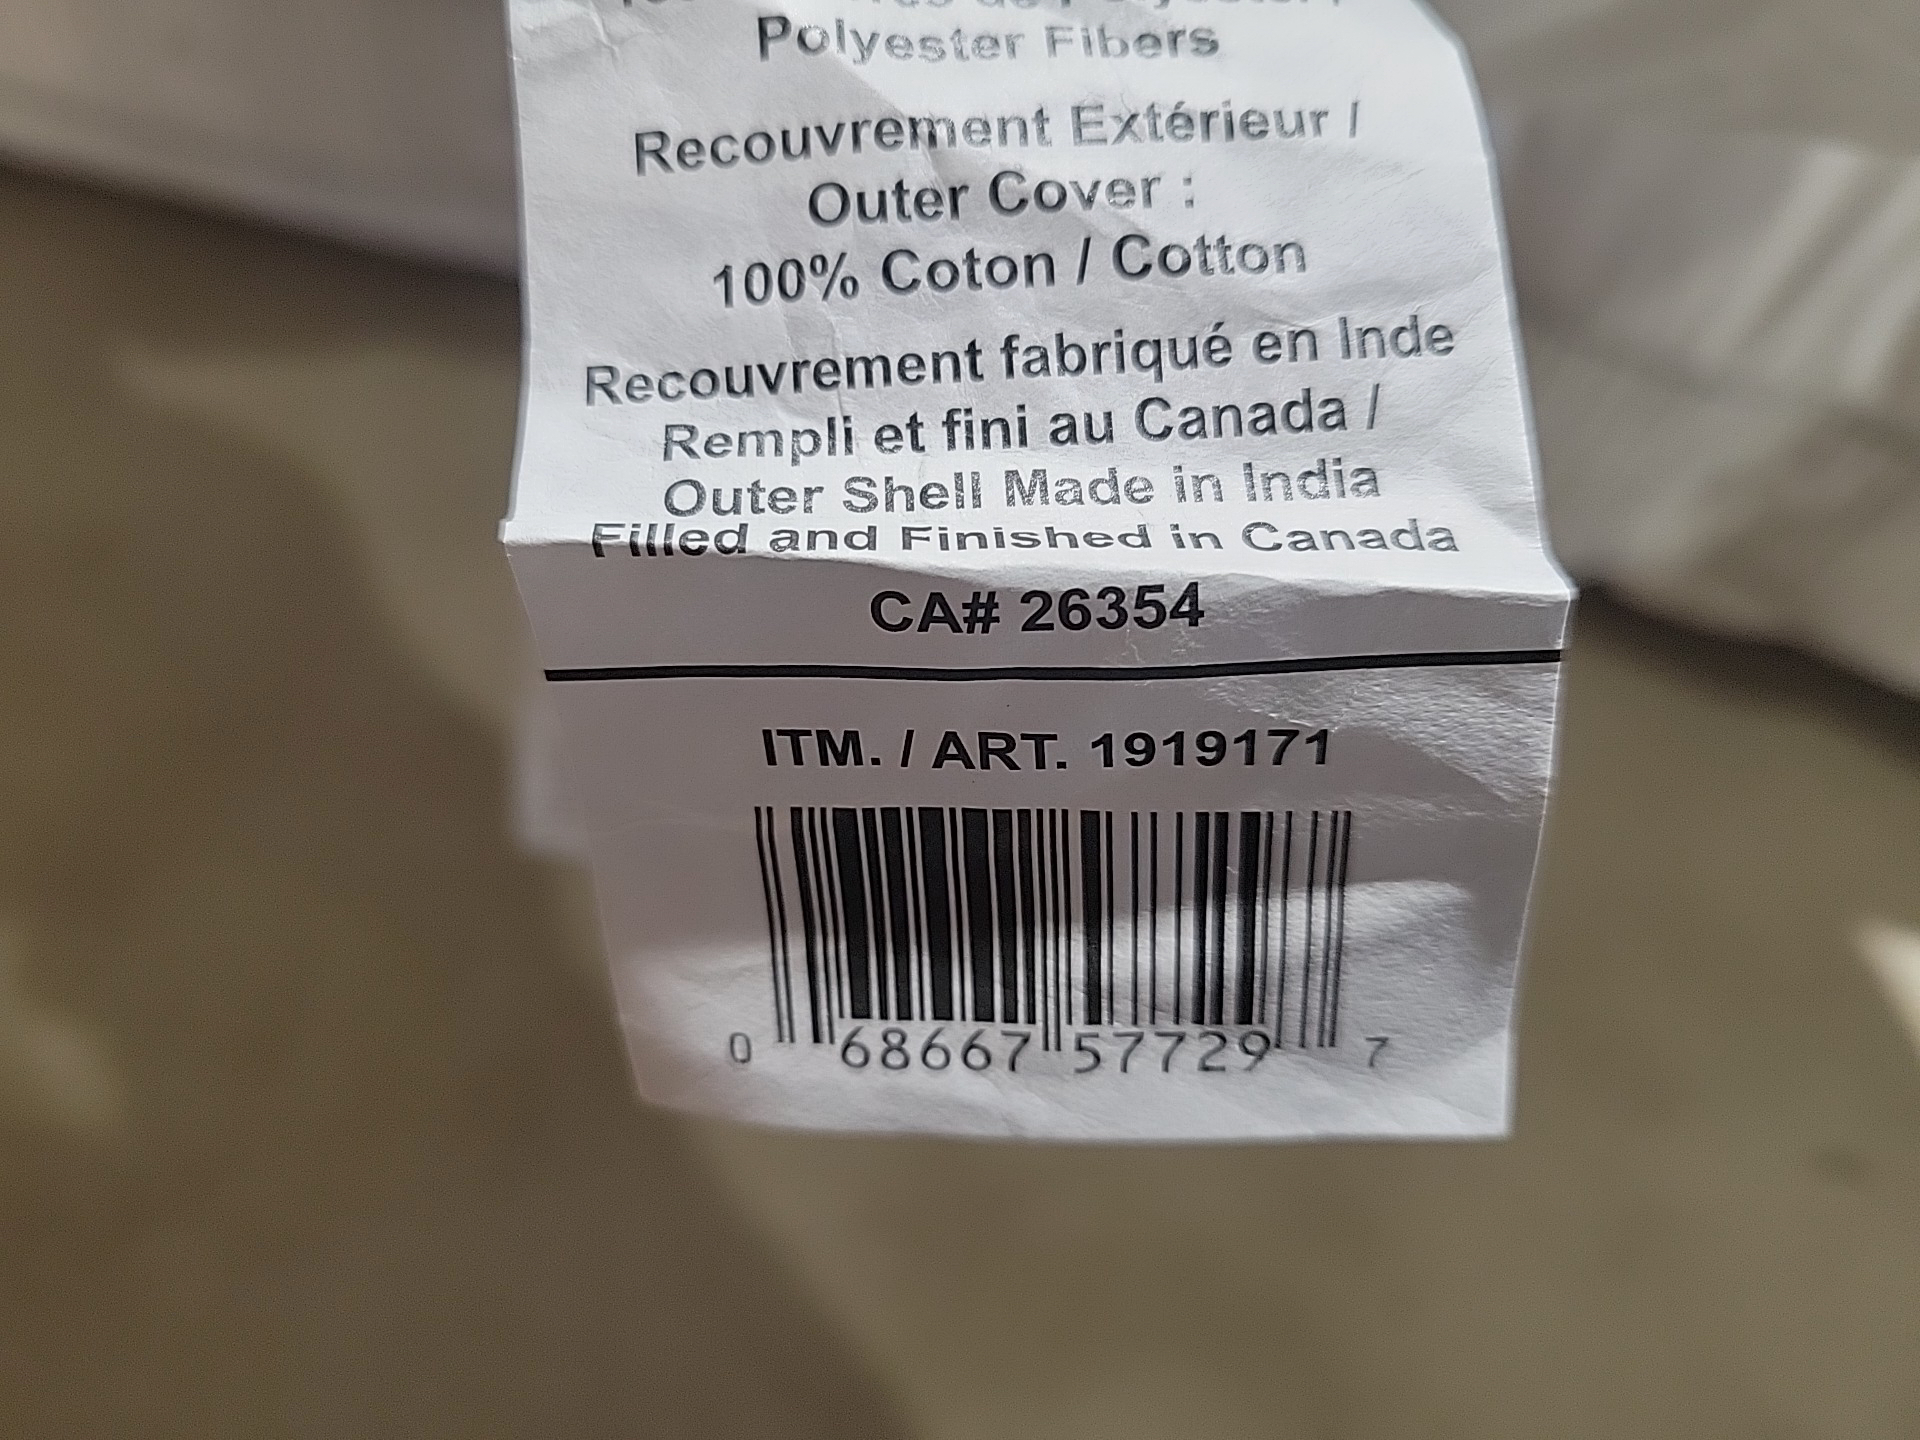 Polyester Fibers
Recouvrement Extérieur /
Outer Cover :
100% Coton / Cotton
Recouvrement fabriqué en Inde
Rempli et fini au Canada /
Outer Shell Made in India
Filled and Finished in Canada
CA# 26354
ITM. / ART. 1919171
0 68667 57729 7